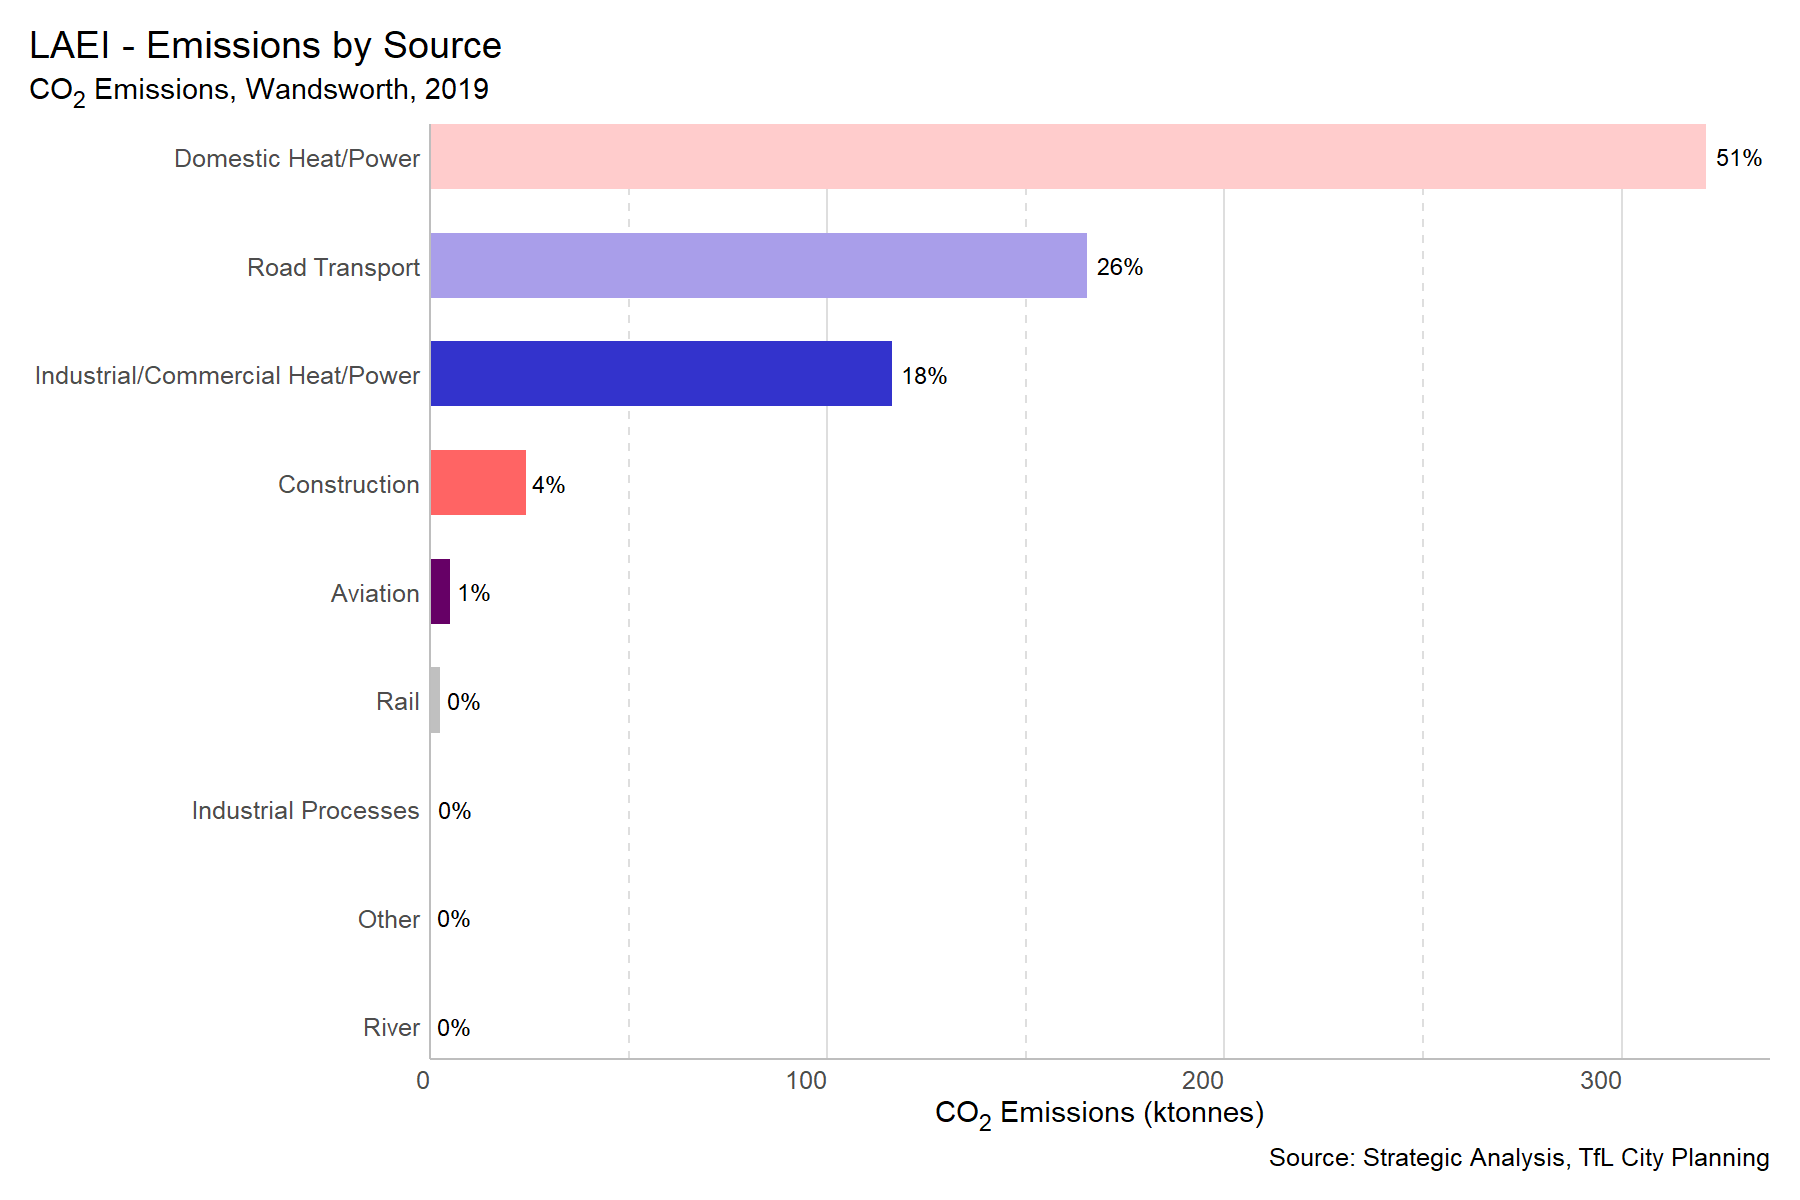 LAEI - Emissions by Source
CO₂ Emissions, Wandsworth, 2019
Domestic Heat/Power 51%
Road Transport 26%
Industrial/Commercial Heat/Power 18%
Construction 4%
Aviation 1%
Rail 0%
Industrial Processes 0%
Other 0%
River 0%
0 100 200 300
CO₂ Emissions (ktonnes)
Source: Strategic Analysis, TfL City Planning